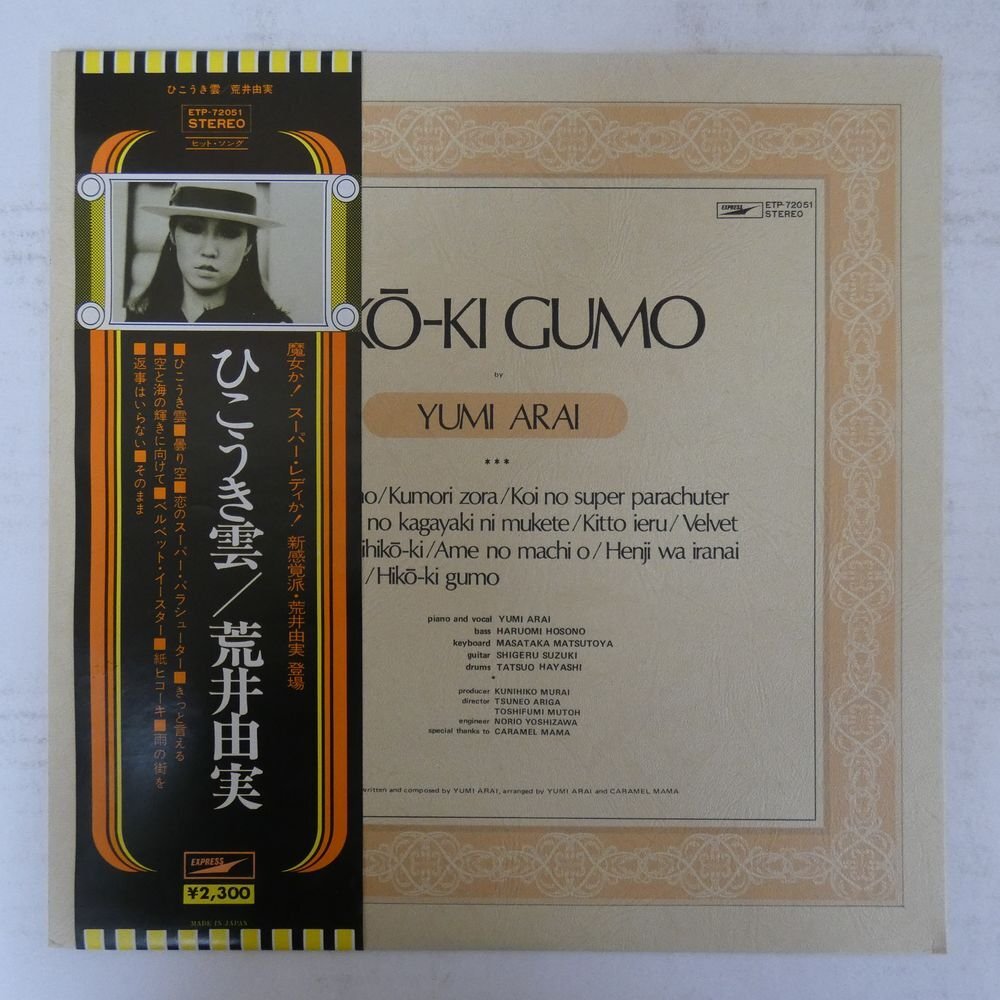 ひこうき雲/荒井由実
ETP-72051
STEREO
ヒット・ソング
魔女か! スーパー・レディか! 新感覚派・荒井由実 登場
ひこうき雲/荒井由実
■ひこうき雲■曇り空■恋のスーパー・パラシューター■きっと言える
■空と海の輝きに向けて■ベルベット・イースター■紙ヒコーキ■雨の街を
■返事はいらない■そのまま
EXPRESS
¥2,300
MADE IN JAPAN
EXPRESS
ETP-72051
STEREO
KŌ-KI GUMO
by
YUMI ARAI
***
no/Kumori zora/Koi no super parachuter
no kagayaki ni mukete/Kitto ieru/Velvet
ihikō-ki/Ame no machi o/Henji wa iranai
/Hikō-ki gumo
piano and vocal YUMI ARAI
bass HARUOMI HOSONO
keyboard MASATAKA MATSUTOYA
guitar SHIGERU SUZUKI
drums TATSUO HAYASHI
*
producer KUNIHIKO MURAI
director TSUNEO ARIGA
TOSHIFUMI MUTOH
engineer NORIO YOSHIZAWA
special thanks to CARAMEL MAMA
written and composed by YUMI ARAI, arranged by YUMI ARAI and CARAMEL MAMA